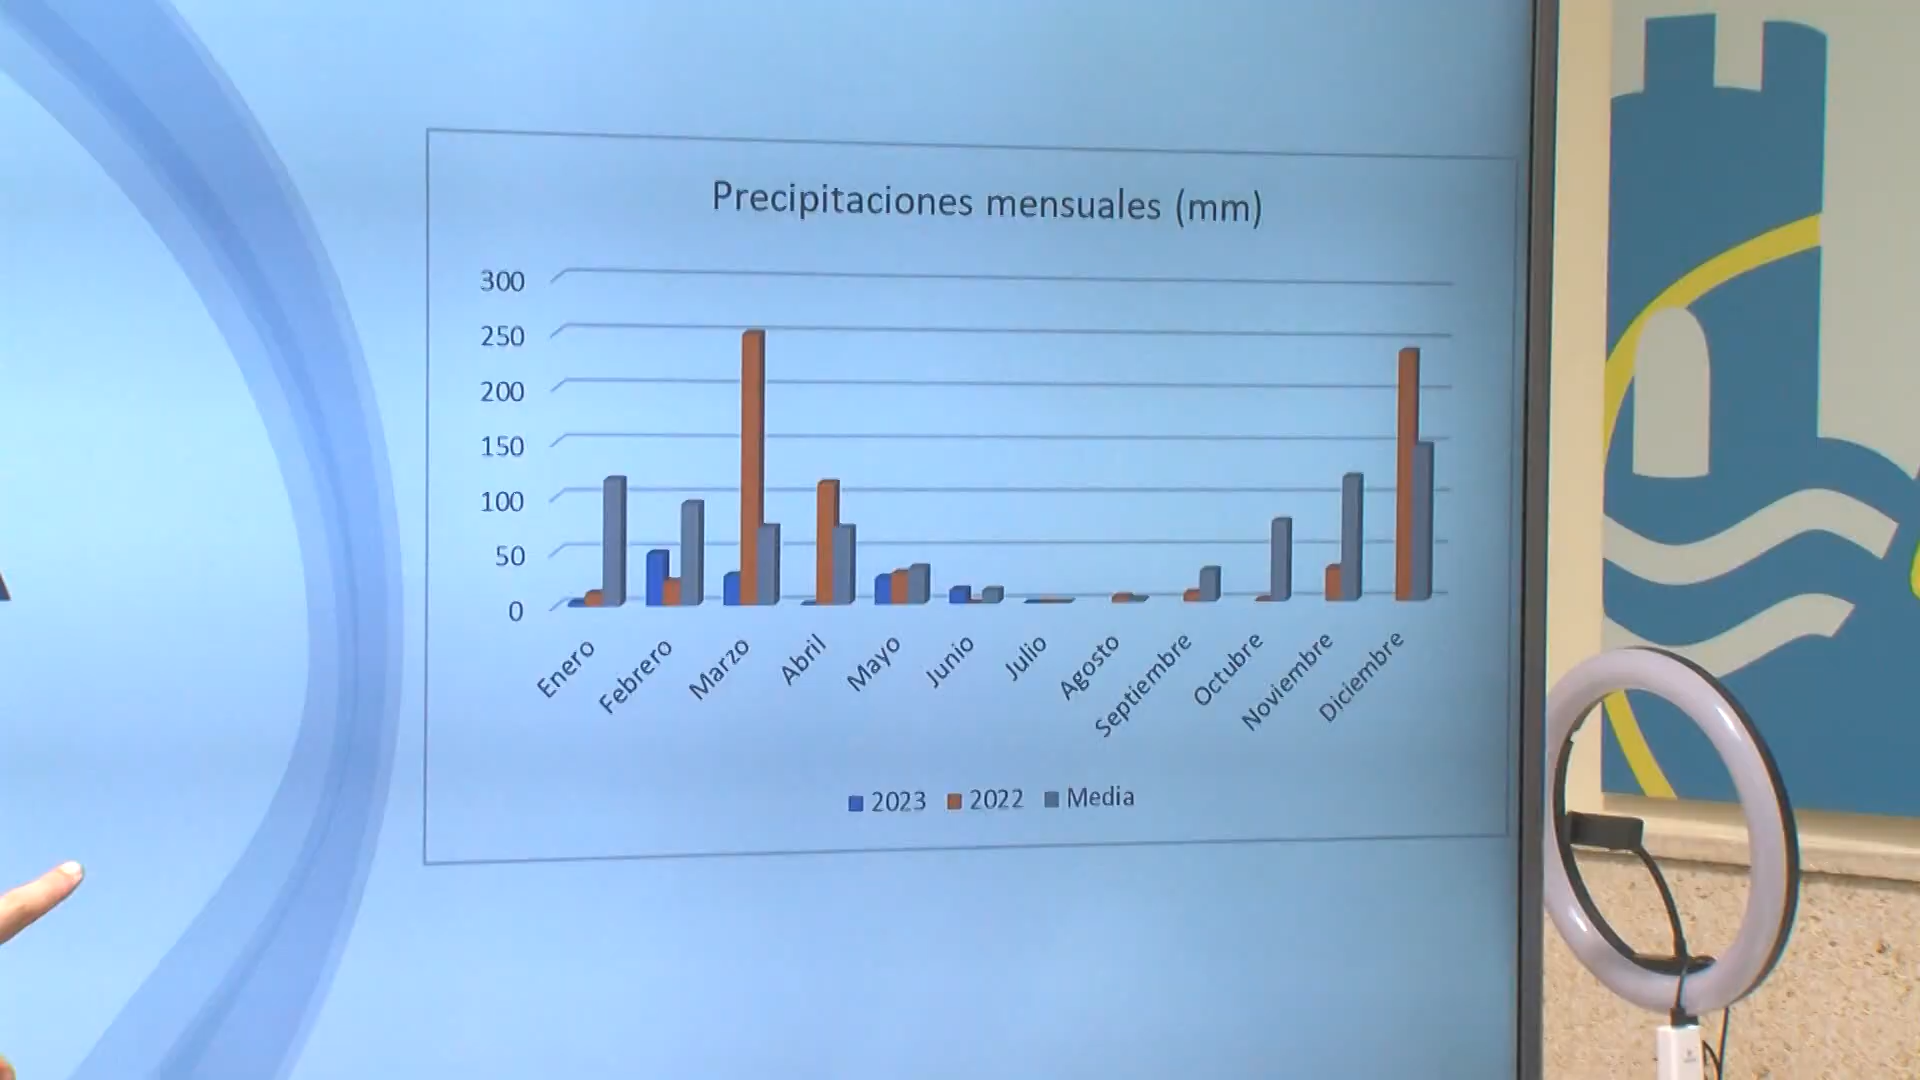 Precipitaciones mensuales (mm)
300
250
200
150
100
50
0
Enero
Febrero
Marzo
Abril
Mayo
Junio
Julio
Agosto
Septiembre
Octubre
Noviembre
Diciembre
2023 2022 Media